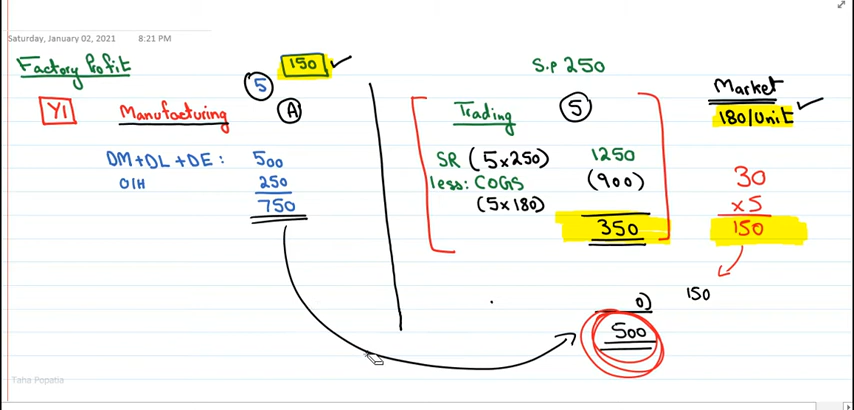 Saturday, January 02, 2021 8:21 PM
Factory Profit
150
S.P 250
5
Market
Y1 Manufacturing A
Trading 5
180/Unit
DM+DL+DE: 500
SR (5x250) 1250
O/H 250
less: COGS (900)
30
750
(5x180)
x5
350
150
150
0)
500
Taha Popatia